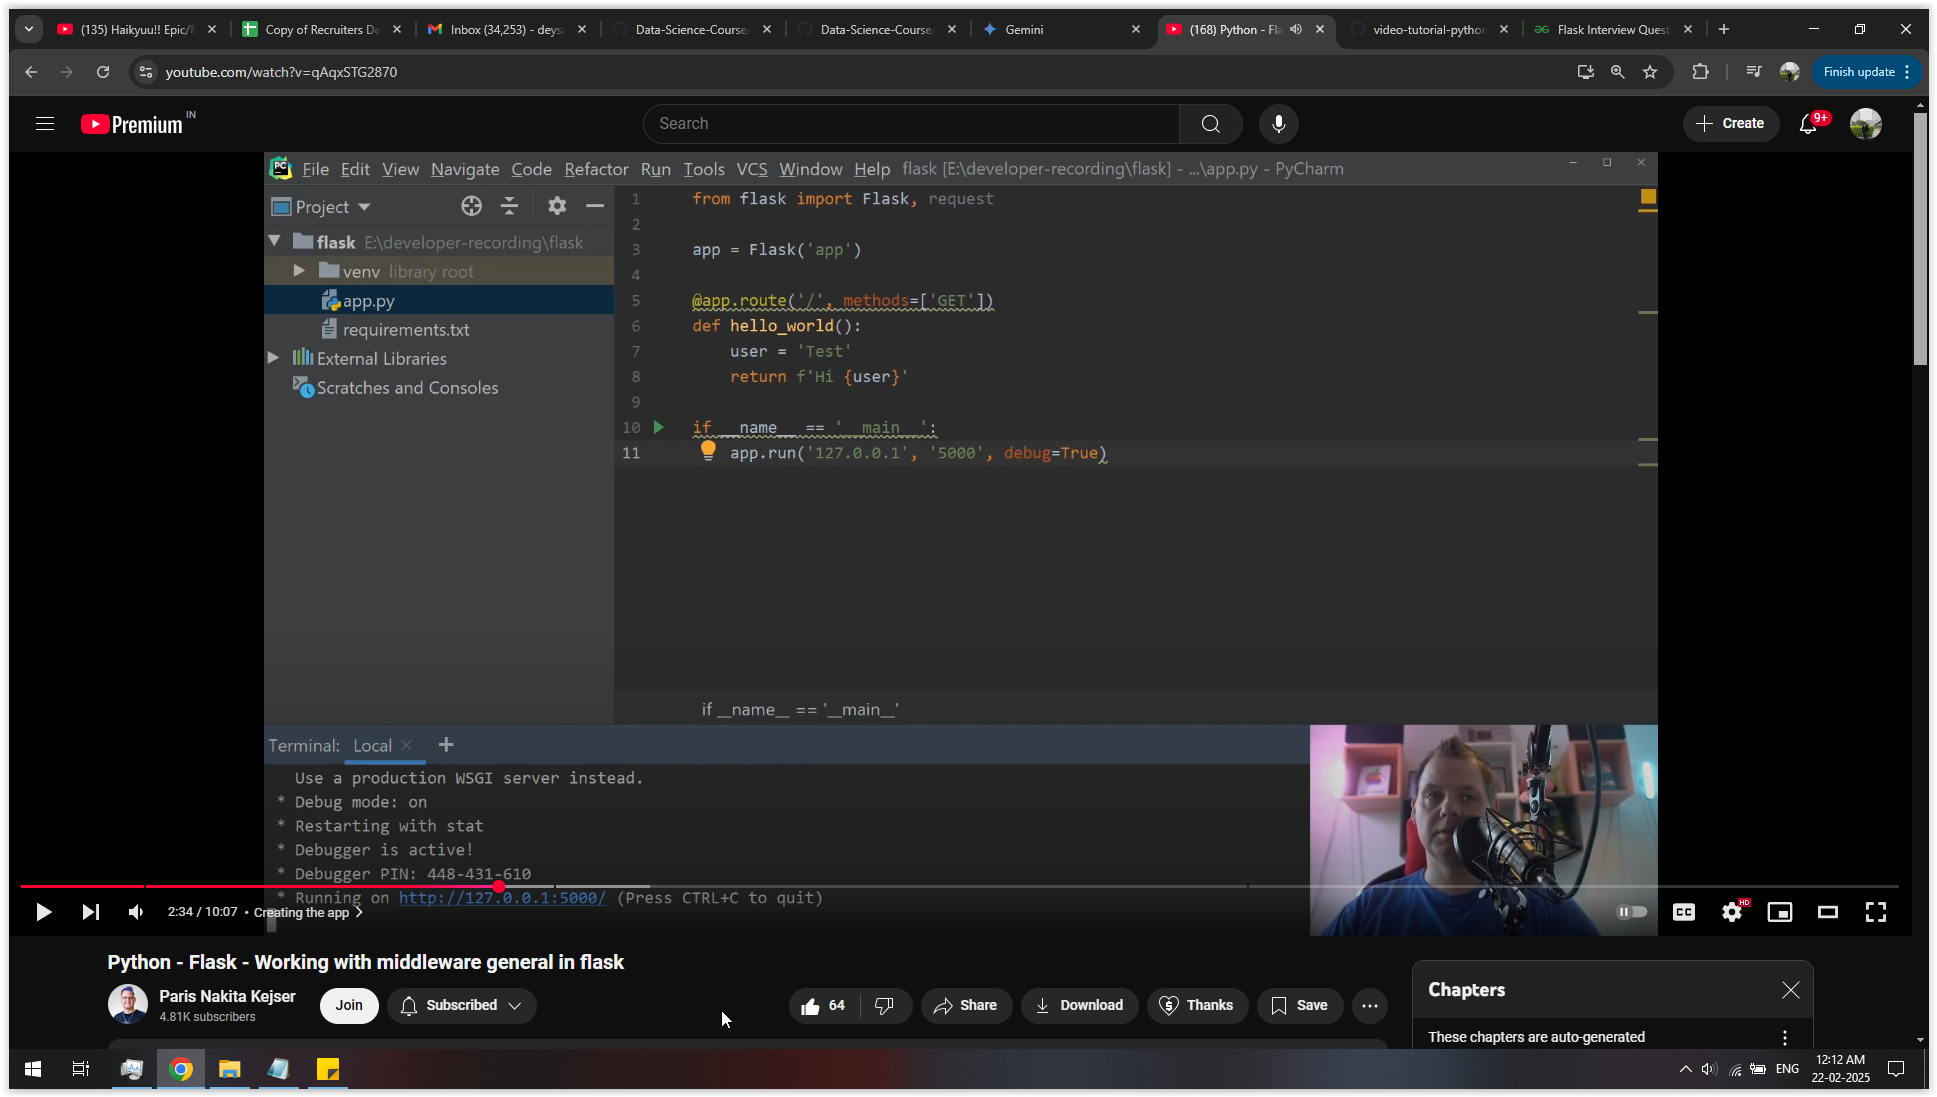 (135) Haikyuu!! Epic/
Copy of Recruiters De
Inbox (34,253) - deys
Data-Science-Course
Data-Science-Course
Gemini
(168) Python - Fla
video-tutorial-python
Flask Interview Quest
youtube.com/watch?v=qAqxSTG2870
Finish update
Premium IN
Search
Create
9+
File Edit View Navigate Code Refactor Run Tools VCS Window Help flask [E:\developer-recording\flask] - ...\app.py - PyCharm
Project
flask E:\developer-recording\flask
venv library root
app.py
requirements.txt
External Libraries
Scratches and Consoles
1 from flask import Flask, request
2
3 app = Flask('app')
4
5 @app.route('/', methods=['GET'])
6 def hello_world():
7 user = 'Test'
8 return f'Hi {user}'
9
10 if __name__ == '__main__':
11 app.run('127.0.0.1', '5000', debug=True)
if __name__ == '__main__'
Terminal: Local
Use a production WSGI server instead.
* Debug mode: on
* Restarting with stat
* Debugger is active!
* Debugger PIN: 448-431-610
* Running on http://127.0.0.1:5000/ (Press CTRL+C to quit)
2:34 / 10:07 • Creating the app
CC
HD
Python - Flask - Working with middleware general in flask
Paris Nakita Kejser
4.81K subscribers
Join
Subscribed
64
Share
Download
Thanks
Save
Chapters
These chapters are auto-generated
ENG
12:12 AM
22-02-2025